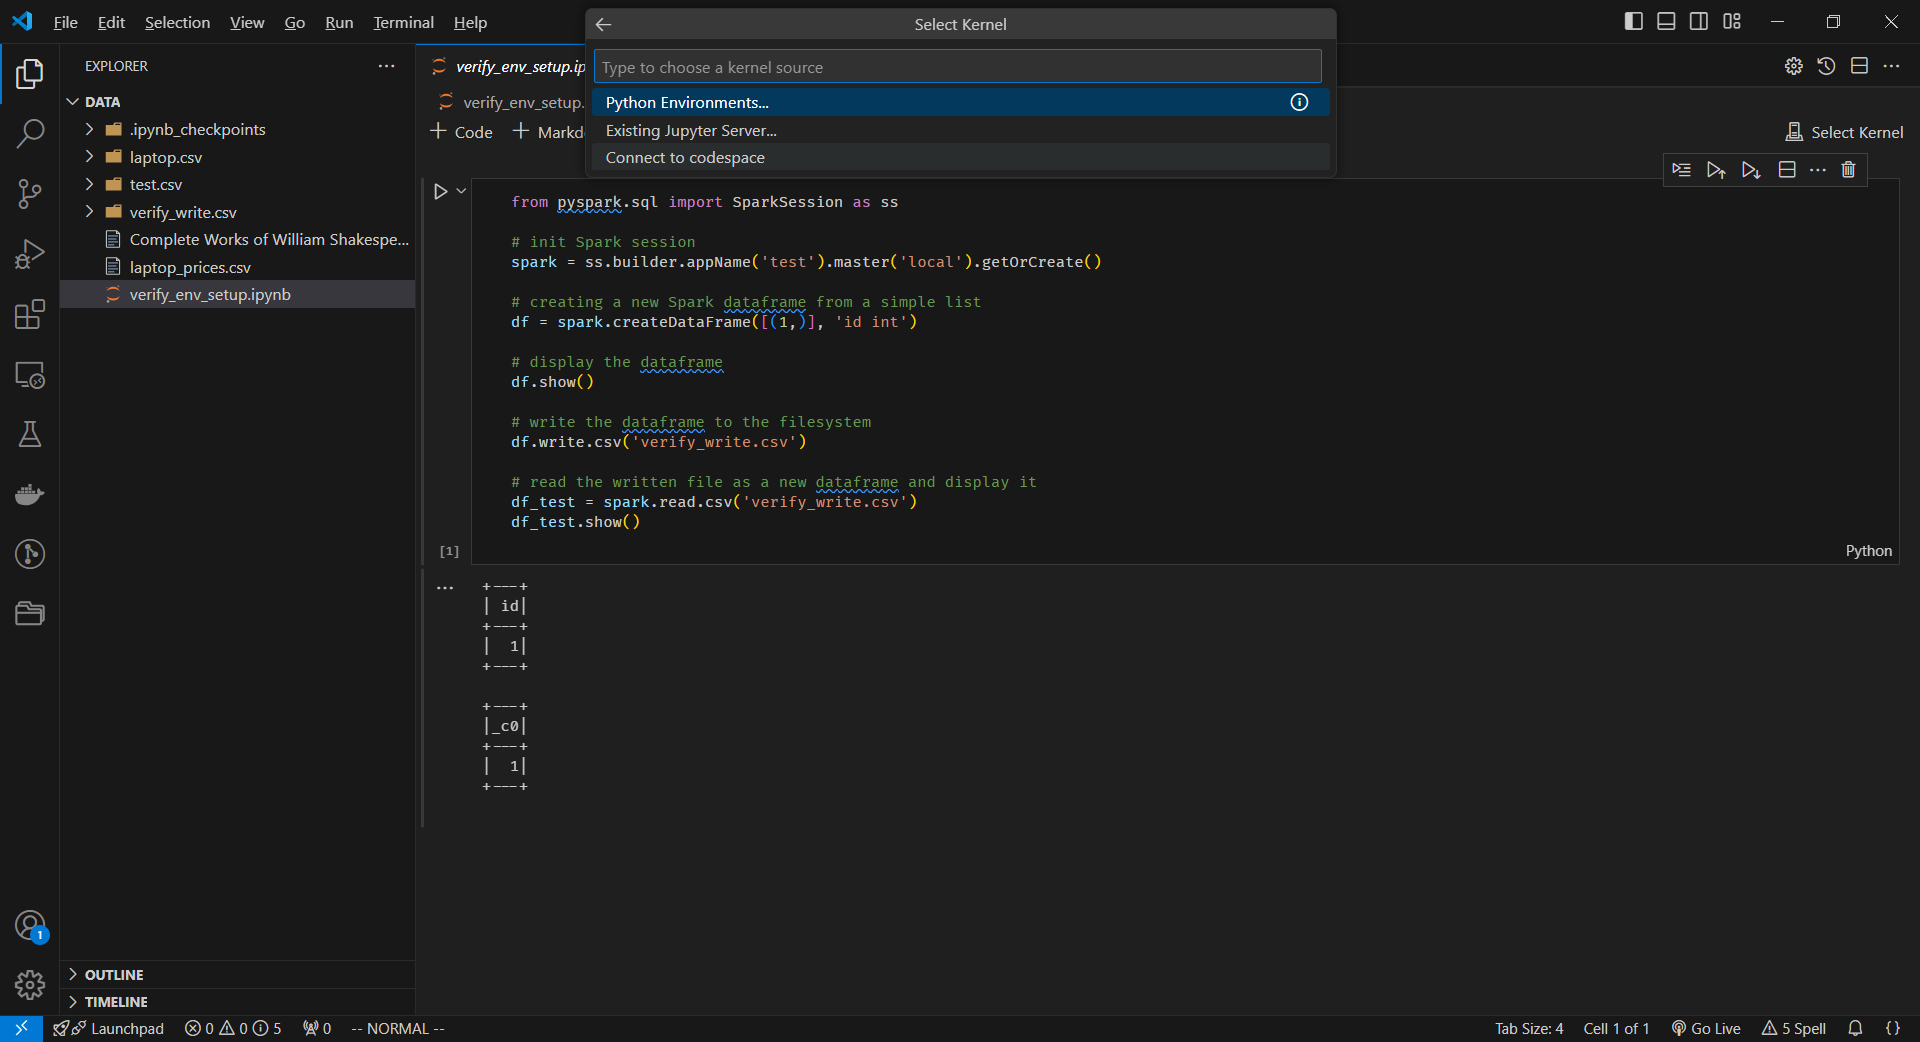 File Edit Selection View Go Run Terminal Help
Select Kernel
Type to choose a kernel source
Python Environments...
Existing Jupyter Server...
Connect to codespace
EXPLORER
DATA
.ipynb_checkpoints
laptop.csv
test.csv
verify_write.csv
Complete Works of William Shakespe...
laptop_prices.csv
verify_env_setup.ipynb
OUTLINE
TIMELINE
verify_env_setup.ip
verify_env_setup.
Code Markd
Select Kernel
from pyspark.sql import SparkSession as ss
# init Spark session
spark = ss.builder.appName('test').master('local').getOrCreate()
# creating a new Spark dataframe from a simple list
df = spark.createDataFrame([(1,)], 'id int')
# display the dataframe
df.show()
# write the dataframe to the filesystem
df.write.csv('verify_write.csv')
# read the written file as a new dataframe and display it
df_test = spark.read.csv('verify_write.csv')
df_test.show()
[1]
Python
+---+
| id|
+---+
|  1|
+---+
+---+
|_c0|
+---+
|  1|
+---+
1
Launchpad 0 0 5 0 -- NORMAL -- Tab Size: 4 Cell 1 of 1 Go Live 5 Spell {}